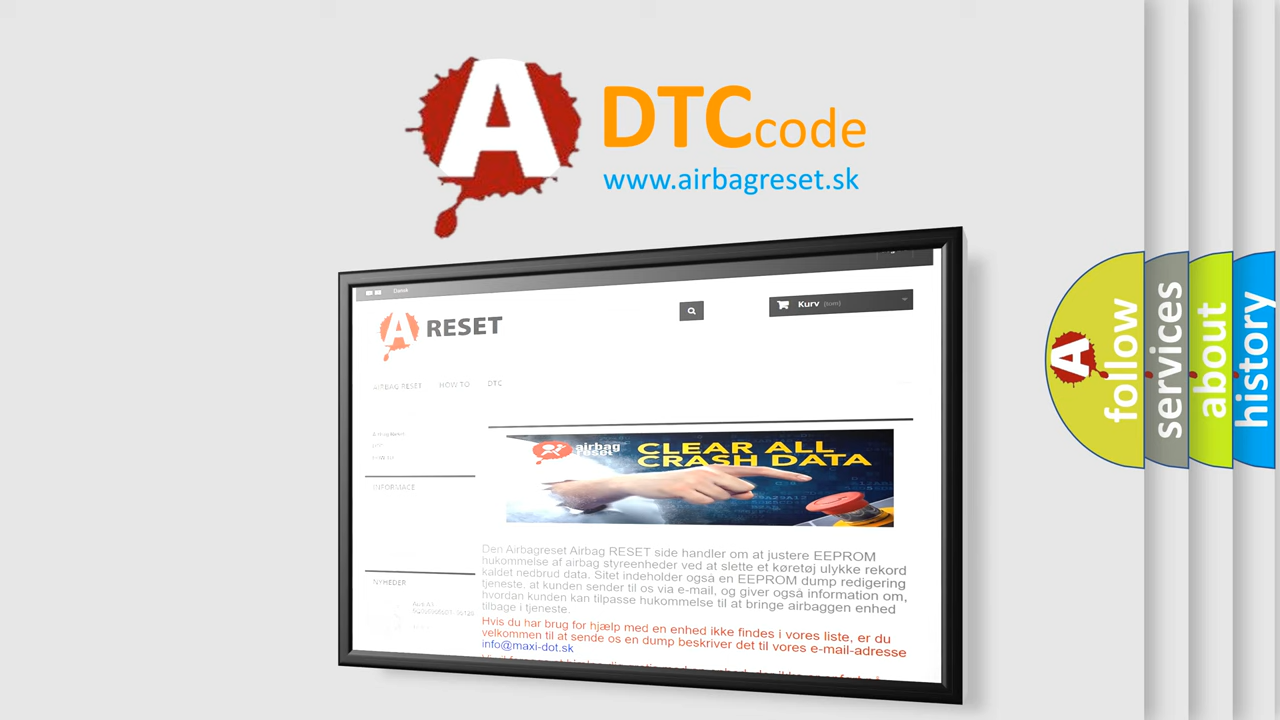 A DTCcode
www.airbagreset.sk
Dansk
A RESET
Kurv (tom)
AIRBAG RESET HOW TO DTC
HOW TO
INFORMACE
airbag
reset
CLEAR ALL
CRASH DATA
NYHEDER
Den Airbagreset Airbag RESET side handler om at justere EEPROM
hukommelse af airbag styreenheder ved at slette et køretøj ulykke rekord
kaldet nedbrud data. Sitet indeholder også en EEPROM dump redigering
tjeneste, at kunden sender til os via e-mail, og giver også information om,
hvordan kunden kan tilpasse hukommelse til at bringe airbaggen enhed
tilbage i tjeneste.
Hvis du har brug for hjælp med en enhed ikke findes i vores liste, er du
velkommen til at sende os en dump beskriver det til vores e-mail-adresse
info@maxi-dot.sk
A
follow
services
about
history